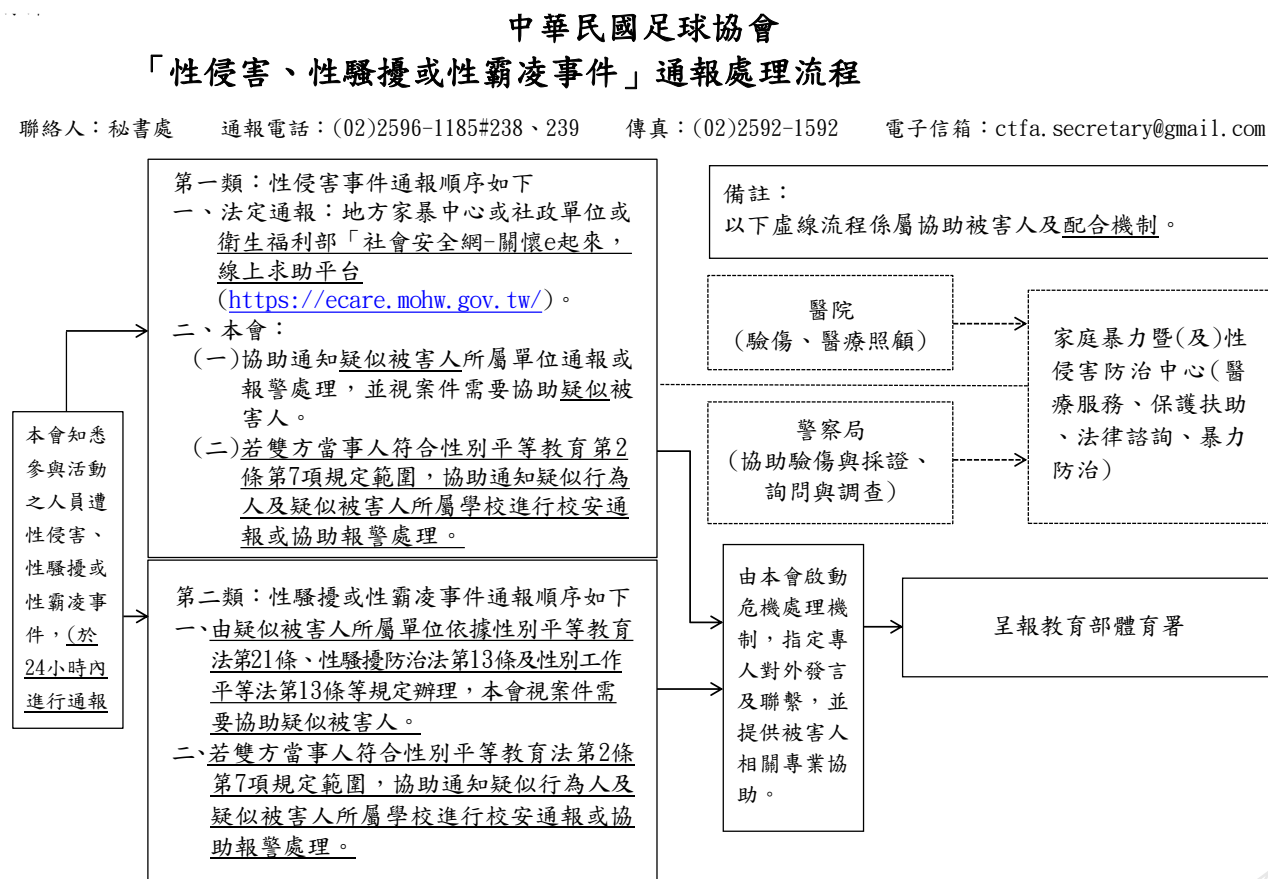 中華民國足球協會
「性侵害、性騷擾或性霸凌事件」通報處理流程
聯絡人：秘書處 通報電話：(02)2596-1185#238、239 傳真：(02)2592-1592 電子信箱：ctfa.secretary@gmail.com
本會知悉
參與活動
之人員遭
性侵害、
性騷擾或
性霸凌事
件，(於
24小時內
進行通報
第一類：性侵害事件通報順序如下
一、法定通報：地方家暴中心或社政單位或
衛生福利部「社會安全網-關懷e起來，
線上求助平台
(https://ecare.mohw.gov.tw/)。
二、本會：
(一)協助通知疑似被害人所屬單位通報或
報警處理，並視案件需要協助疑似被
害人。
(二)若雙方當事人符合性別平等教育第2
條第7項規定範圍，協助通知疑似行為
人及疑似被害人所屬學校進行校安通
報或協助報警處理。
第二類：性騷擾或性霸凌事件通報順序如下
一、由疑似被害人所屬單位依據性別平等教育
法第21條、性騷擾防治法第13條及性別工作
平等法第13條等規定辦理，本會視案件需
要協助疑似被害人。
二、若雙方當事人符合性別平等教育法第2條
第7項規定範圍，協助通知疑似行為人及
疑似被害人所屬學校進行校安通報或協
助報警處理。
備註：
以下虛線流程係屬協助被害人及配合機制。
醫院
(驗傷、醫療照顧)
警察局
(協助驗傷與採證、
詢問與調查)
家庭暴力暨(及)性
侵害防治中心(醫
療服務、保護扶助
、法律諮詢、暴力
防治)
由本會啟動
危機處理機
制，指定專
人對外發言
及聯繫，並
提供被害人
相關專業協
助。
呈報教育部體育署